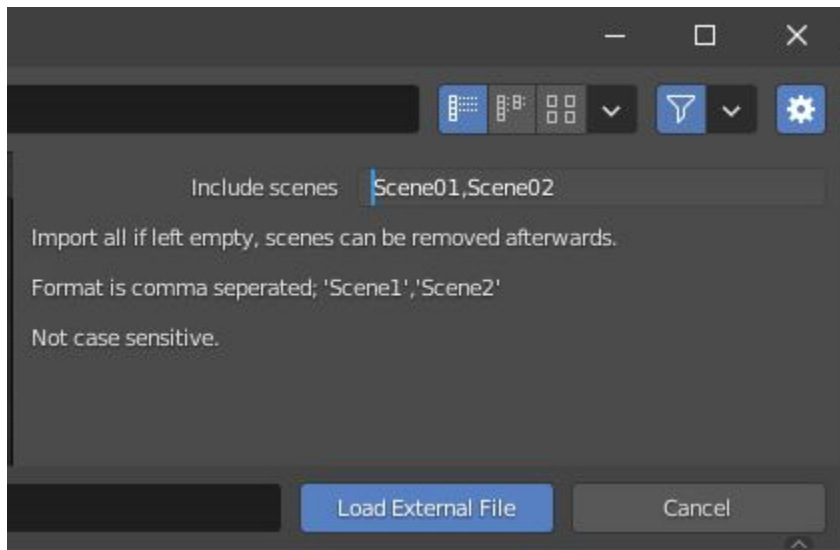 Include scenes Scene01,Scene02
Import all if left empty, scenes can be removed afterwards.
Format is comma seperated; 'Scene1','Scene2'
Not case sensitive.
Load External File Cancel